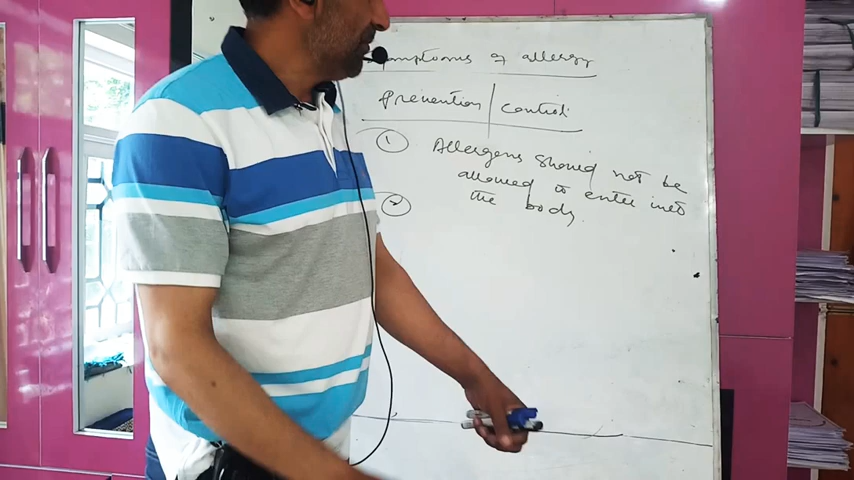 mptoms of allergy
Prevention | Control
① Allergens should not be
allowed to enter into
the body.
②